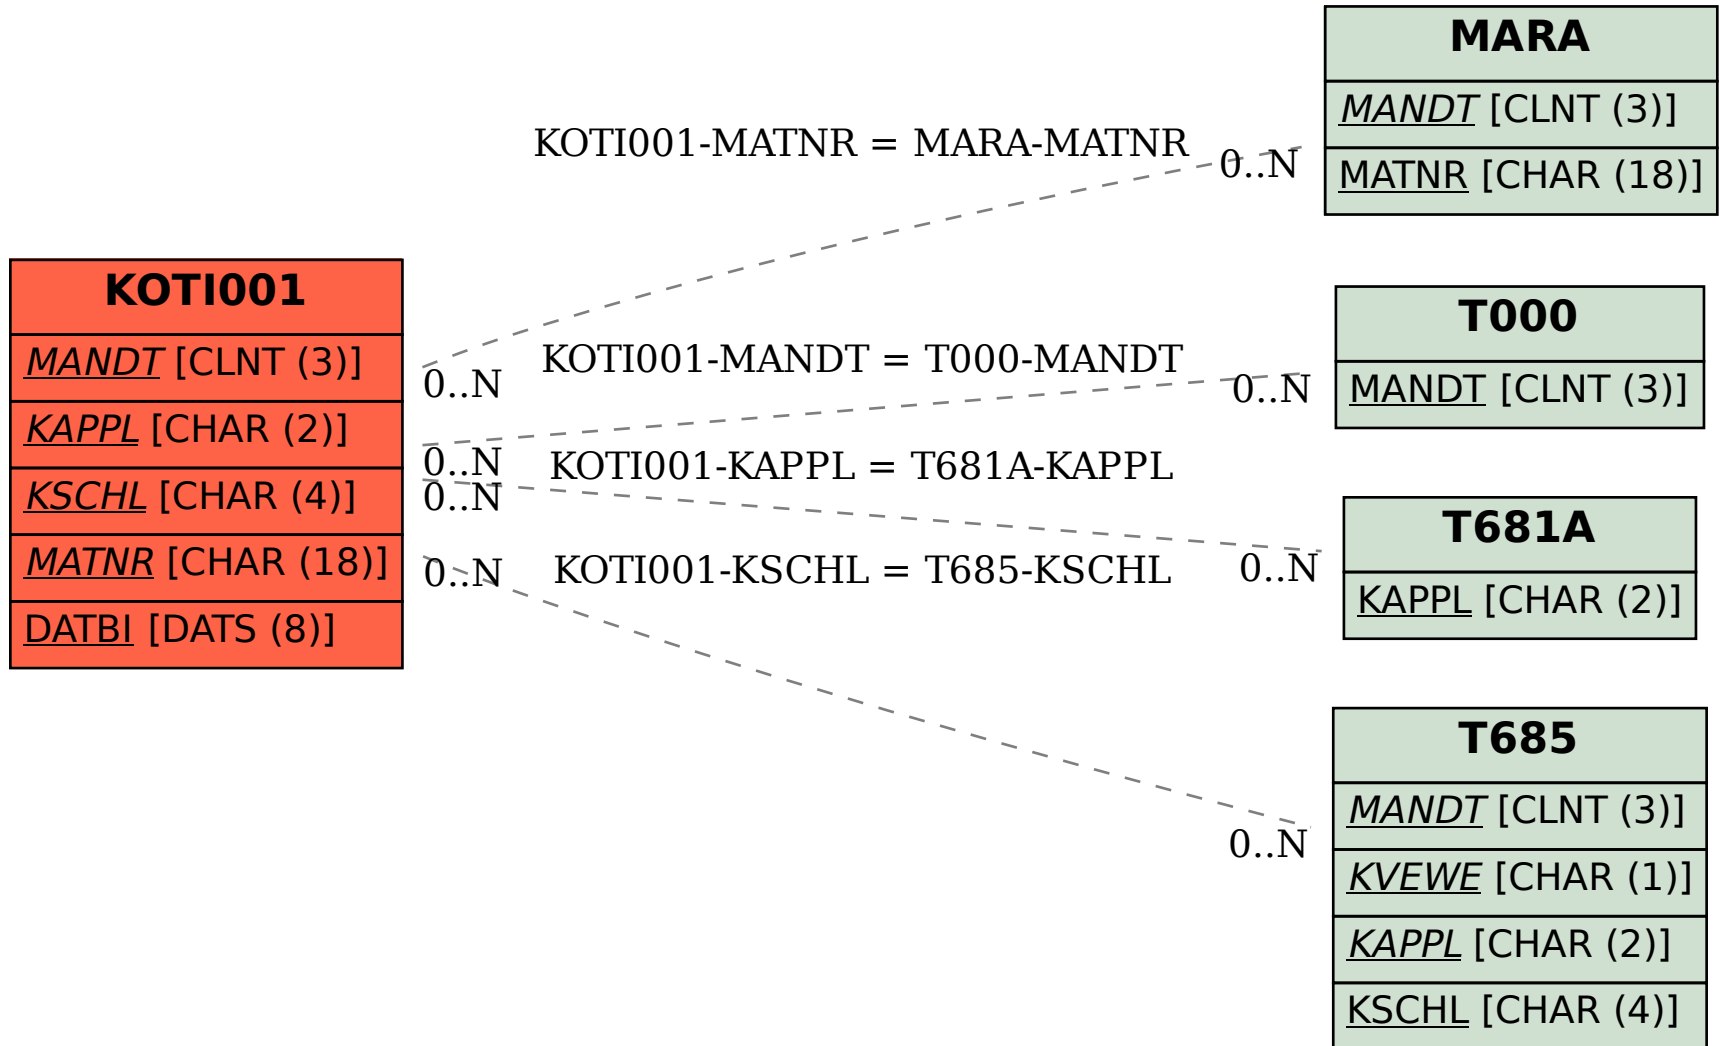 MARA
MANDT [CLNT (3)]
MATNR [CHAR (18)]
KOTI001-MATNR = MARA-MATNR
0..N
KOTI001
MANDT [CLNT (3)]
KAPPL [CHAR (2)]
KSCHL [CHAR (4)]
MATNR [CHAR (18)]
DATBI [DATS (8)]
0..N
0..N
0..N
0..N
KOTI001-MANDT = T000-MANDT
0..N
T000
MANDT [CLNT (3)]
KOTI001-KAPPL = T681A-KAPPL
0..N
T681A
KAPPL [CHAR (2)]
KOTI001-KSCHL = T685-KSCHL
0..N
T685
MANDT [CLNT (3)]
KVEWE [CHAR (1)]
KAPPL [CHAR (2)]
KSCHL [CHAR (4)]